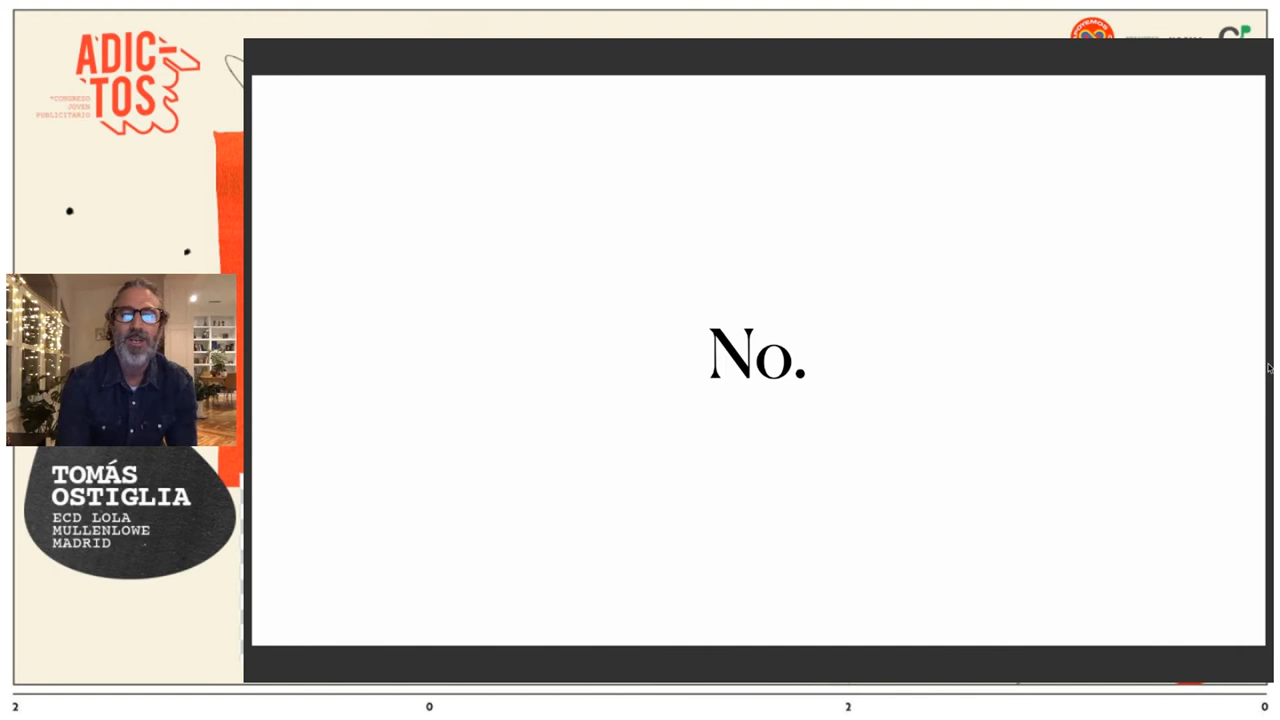 ADIC-
TOS
*CONGRESO
JOVEN
PUBLICITARIO
No.
TOMÁS
OSTIGLIA
ECD LOLA
MULLENLOWE
MADRID
2 0 2 0